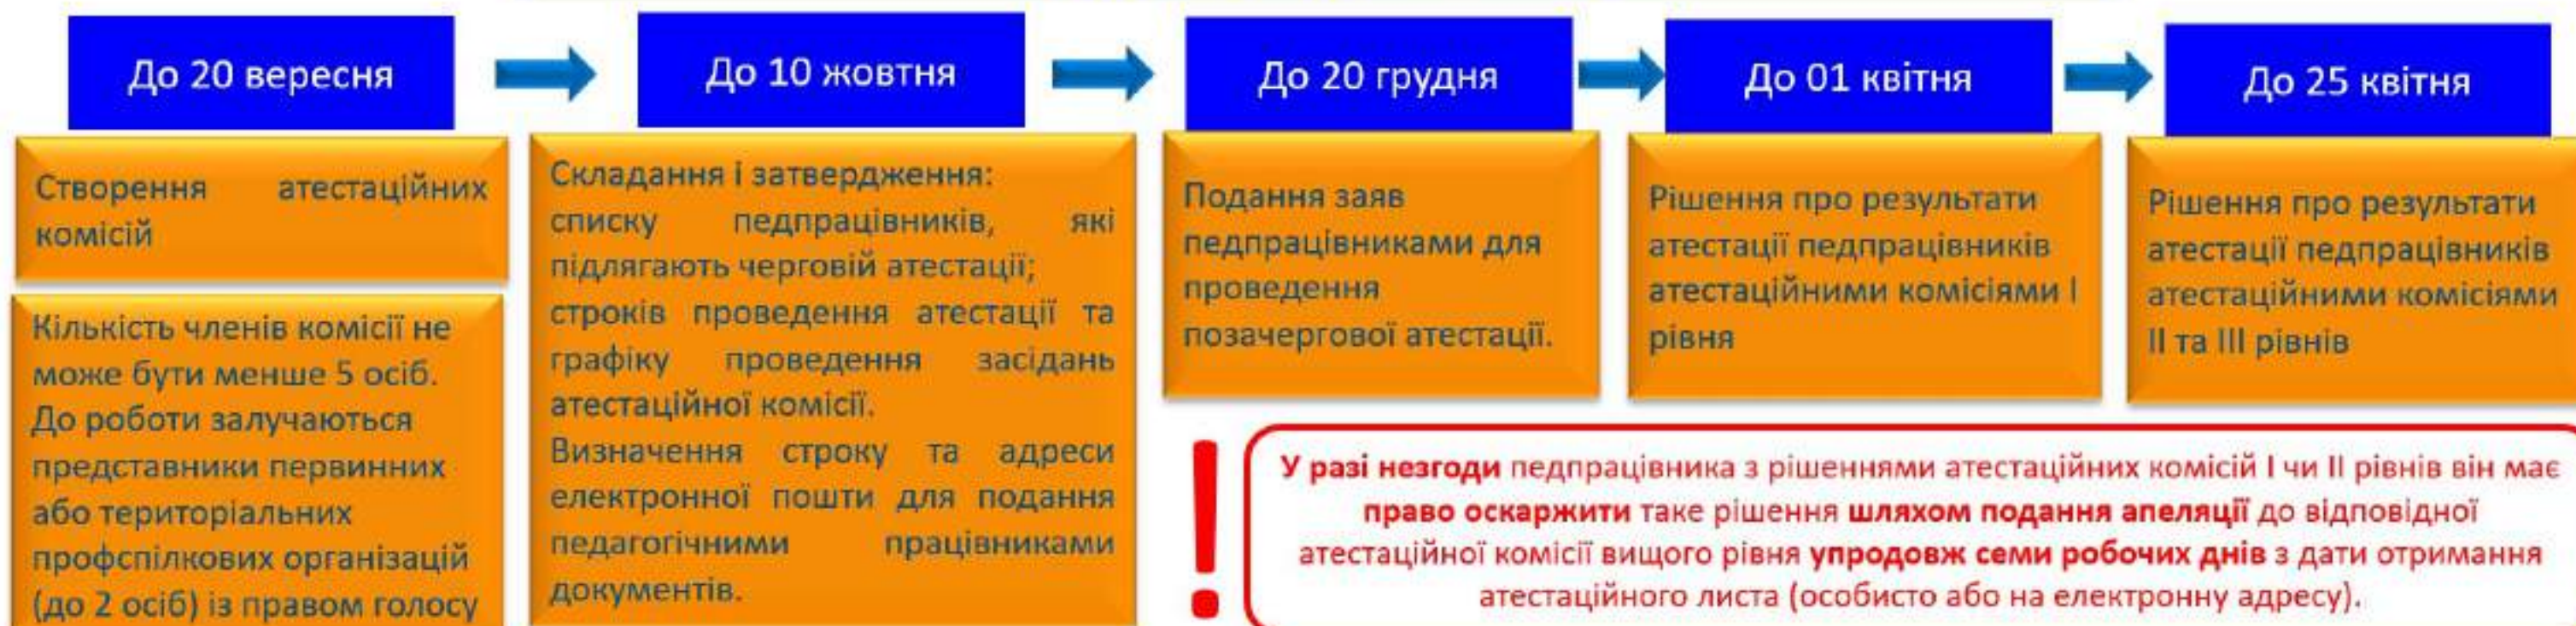 До 20 вересня
До 10 жовтня
До 20 грудня
До 01 квітня
До 25 квітня
Створення атестаційних
комісій
Кількість членів комісії не
може бути менше 5 осіб.
До роботи залучаються
представники первинних
або територіальних
профспілкових організацій
(до 2 осіб) із правом голосу
Складання і затвердження:
списку педпрацівників, які
підлягають черговій атестації;
строків проведення атестації та
графіку проведення засідань
атестаційної комісії.
Визначення строку та адреси
електронної пошти для подання
педагогічними працівниками
документів.
Подання заяв
педпрацівниками для
проведення
позачергової атестації.
Рішення про результати
атестації педпрацівників
атестаційними комісіями І
рівня
Рішення про результати
атестації педпрацівників
атестаційними комісіями
ІІ та ІІІ рівнів
!
У разі незгоди педпрацівника з рішеннями атестаційних комісій І чи ІІ рівнів він має
право оскаржити таке рішення шляхом подання апеляції до відповідної
атестаційної комісії вищого рівня упродовж семи робочих днів з дати отримання
атестаційного листа (особисто або на електронну адресу).